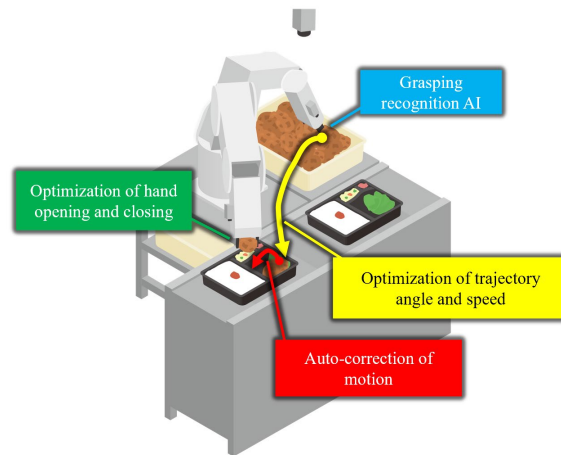 Grasping
recognition AI
Optimization of hand
opening and closing
Optimization of trajectory
angle and speed
Auto-correction of
motion